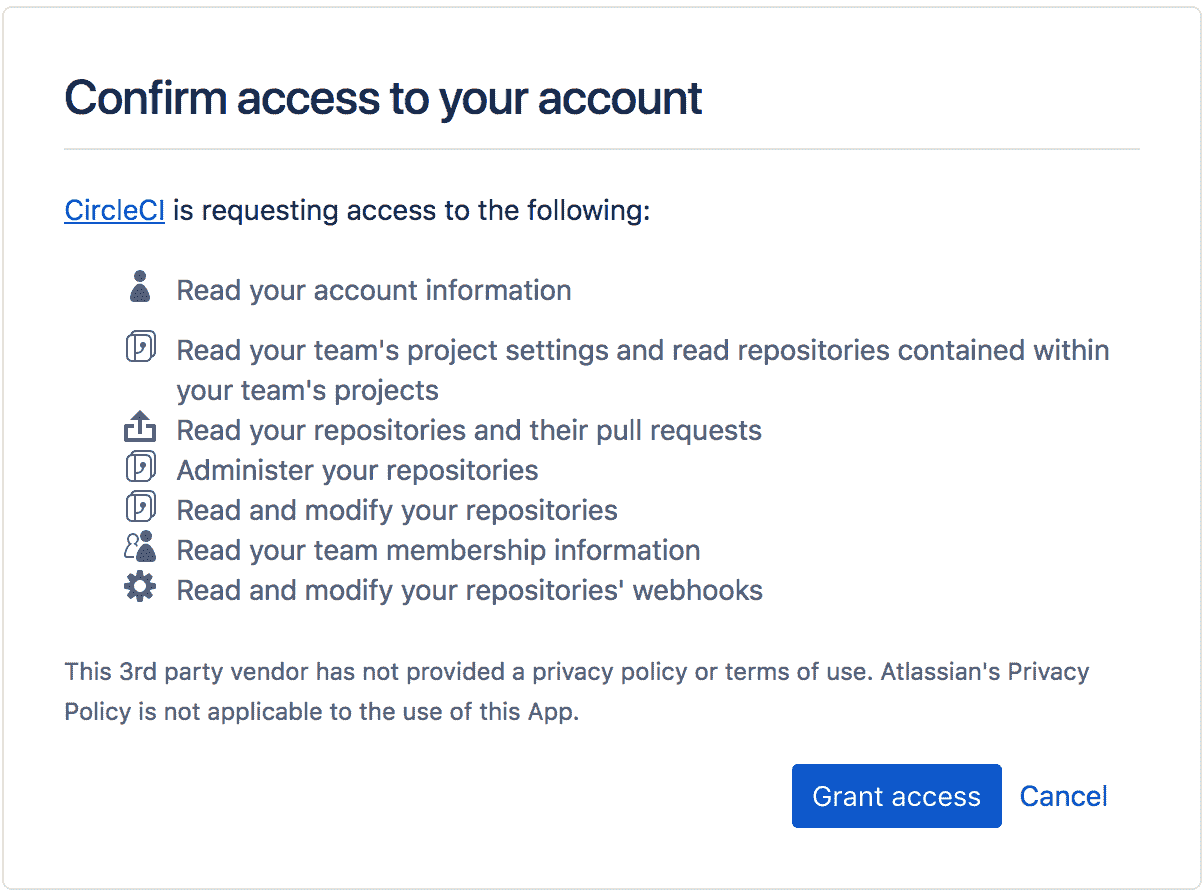 Confirm access to your account
CircleCI is requesting access to the following:
Read your account information
Read your team's project settings and read repositories contained within
your team's projects
Read your repositories and their pull requests
Administer your repositories
Read and modify your repositories
Read your team membership information
Read and modify your repositories' webhooks
This 3rd party vendor has not provided a privacy policy or terms of use. Atlassian's Privacy
Policy is not applicable to the use of this App.
Grant access Cancel